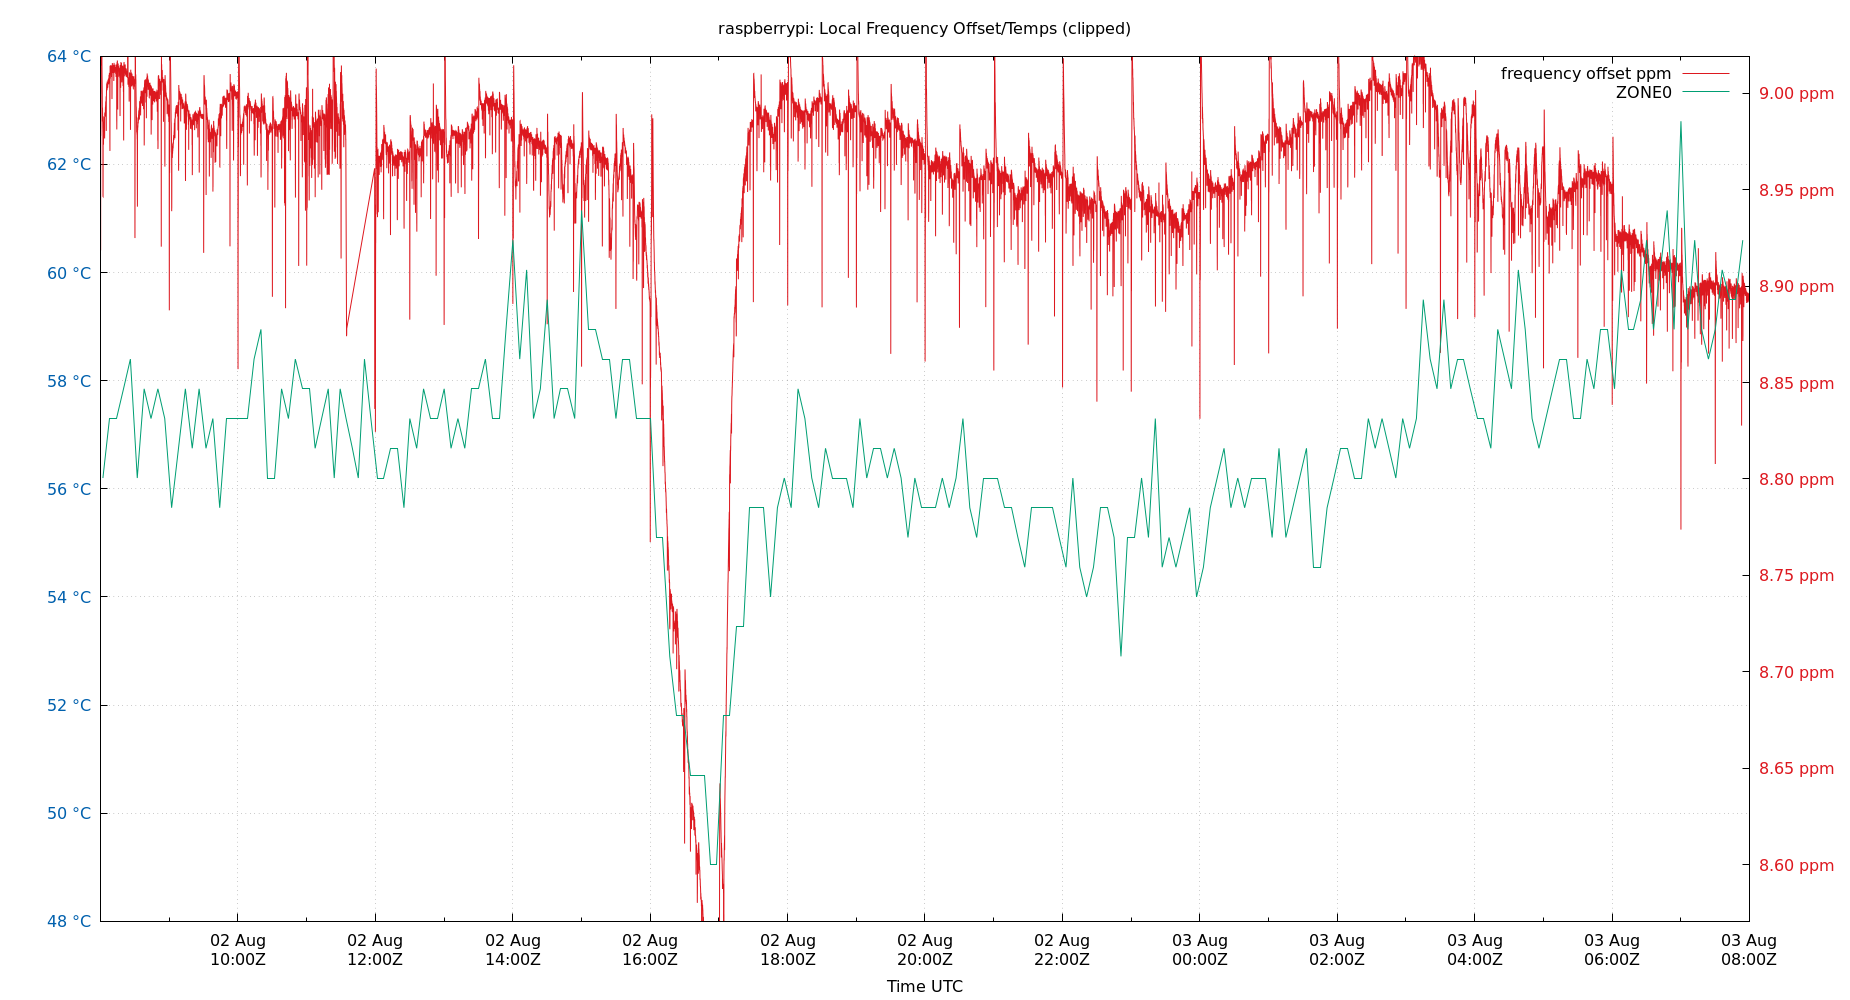 raspberrypi: Local Frequency Offset/Temps (clipped)
64 °C
62 °C
60 °C
58 °C
56 °C
54 °C
52 °C
50 °C
48 °C
frequency offset ppm
ZONE0
9.00 ppm
8.95 ppm
8.90 ppm
8.85 ppm
8.80 ppm
8.75 ppm
8.70 ppm
8.65 ppm
8.60 ppm
02 Aug
10:00Z
02 Aug
12:00Z
02 Aug
14:00Z
02 Aug
16:00Z
02 Aug
18:00Z
02 Aug
20:00Z
02 Aug
22:00Z
03 Aug
00:00Z
03 Aug
02:00Z
03 Aug
04:00Z
03 Aug
06:00Z
03 Aug
08:00Z
Time UTC